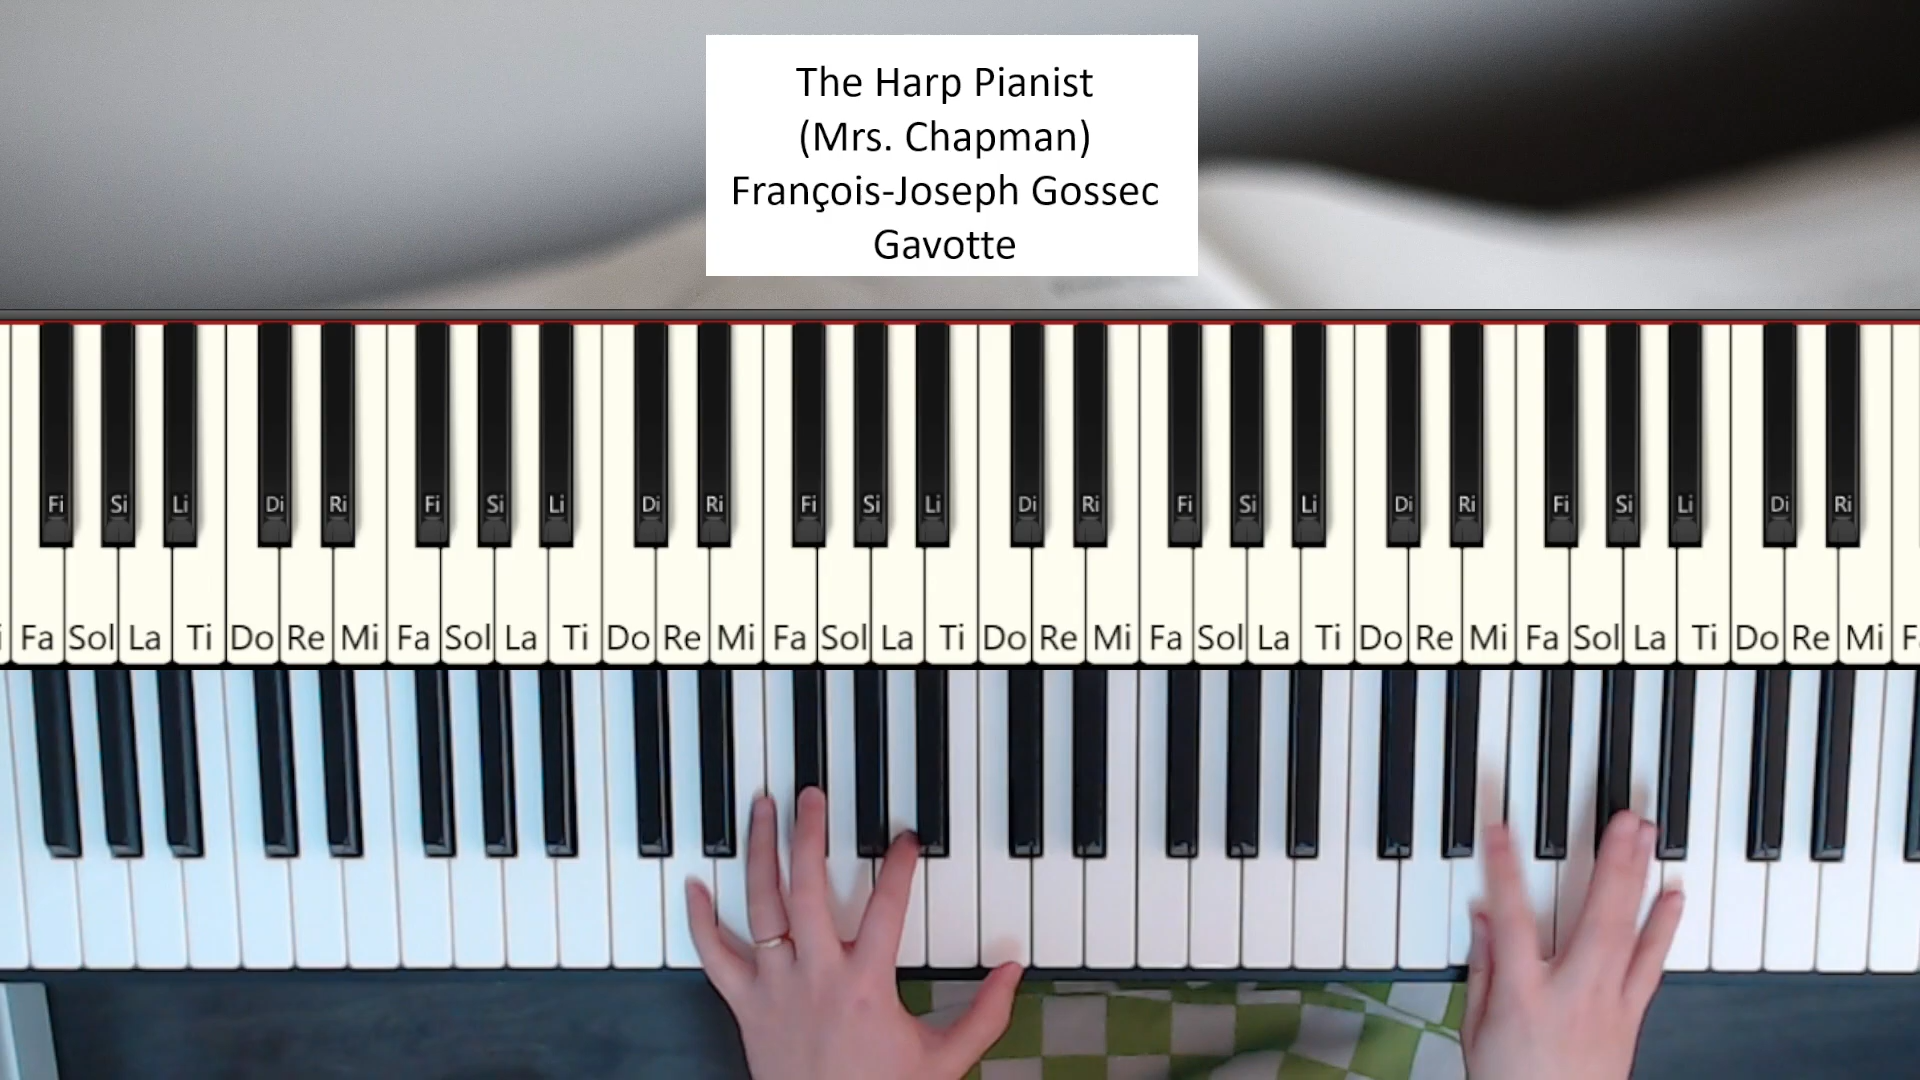 The Harp Pianist
(Mrs. Chapman)
François-Joseph Gossec
Gavotte
Fi Si Li Di Ri Fi Si Li Di Ri Fi Si Li Di Ri Fi Si Li Di Ri Fi Si Li Di Ri
Fa Sol La Ti Do Re Mi Fa Sol La Ti Do Re Mi Fa Sol La Ti Do Re Mi Fa Sol La Ti Do Re Mi Fa Sol La Ti Do Re Mi